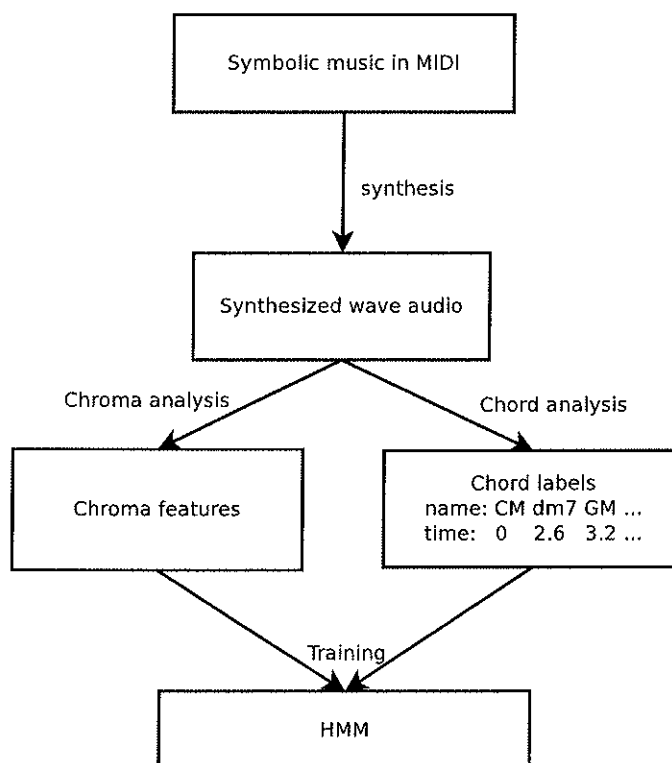 Symbolic music in MIDI
synthesis
Synthesized wave audio
Chroma analysis
Chord analysis
Chroma features
Chord labels
name: CM dm7 GM ...
time: 0 2.6 3.2 ...
Training
HMM